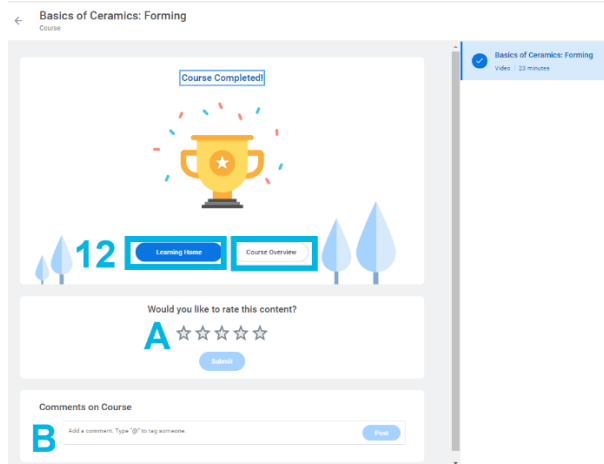 Basics of Ceramics: Forming
Course
Course Completed!
12
Learning Home
Course Overview
Would you like to rate this content?
A
Submit
Comments on Course
B
Add a comment. Type "@" to tag someone.
Post
Basics of Ceramics: Forming
Video | 23 minutes